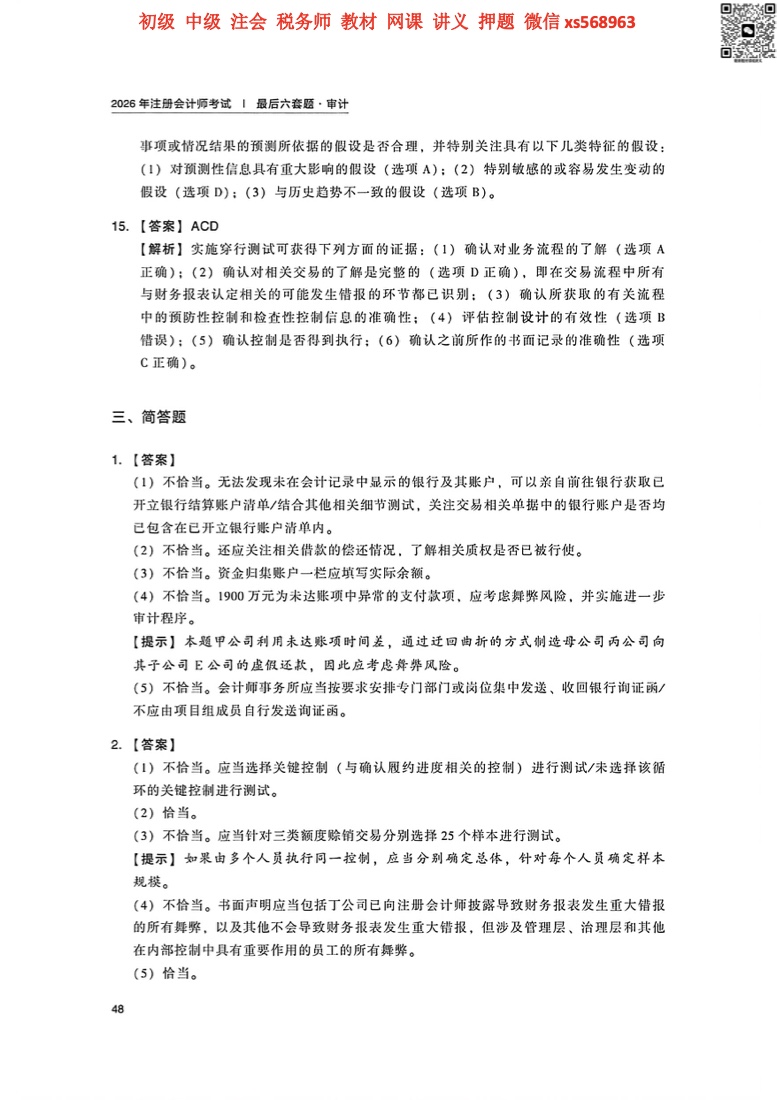 初级 中级 注会 税务师 教材 网课 讲义 押题 微信 xs568963
2026 年注册会计师考试 | 最后六套题·审计
事项或情况结果的预测所依据的假设是否合理，并特别关注具有以下几类特征的假设：
（1）对预测性信息具有重大影响的假设（选项 A）；（2）特别敏感的或容易发生变动的
假设（选项 D）；（3）与历史趋势不一致的假设（选项 B）。
15. 【答案】ACD
【解析】实施穿行测试可获得下列方面的证据：（1）确认对业务流程的了解（选项 A
正确）；（2）确认对相关交易的了解是完整的（选项 D 正确），即在交易流程中所有
与财务报表认定相关的可能发生错报的环节都已识别；（3）确认所获取的有关流程
中的预防性控制和检查性控制信息的准确性；（4）评估控制设计的有效性（选项 B
错误）；（5）确认控制是否得到执行；（6）确认之前所作的书面记录的准确性（选项
C 正确）。
三、简答题
1. 【答案】
（1）不恰当。无法发现未在会计记录中显示的银行及其账户，可以亲自前往银行获取已
开立银行结算账户清单/结合其他相关细节测试，关注交易相关单据中的银行账户是否均
已包含在已开立银行账户清单内。
（2）不恰当。还应关注相关借款的偿还情况，了解相关质权是否已被行使。
（3）不恰当。资金归集账户一栏应填写实际余额。
（4）不恰当。1900 万元为未达账项中异常的支付款项，应考虑舞弊风险，并实施进一步
审计程序。
【提示】本题甲公司利用未达账项时间差，通过迂回曲折的方式制造母公司丙公司向
其子公司 E 公司的虚假还款，因此应考虑舞弊风险。
（5）不恰当。会计师事务所应当按要求安排专门部门或岗位集中发送、收回银行询证函/
不应由项目组成员自行发送询证函。
2. 【答案】
（1）不恰当。应当选择关键控制（与确认履约进度相关的控制）进行测试/未选择该循
环的关键控制进行测试。
（2）恰当。
（3）不恰当。应当针对三类额度赊销交易分别选择 25 个样本进行测试。
【提示】如果由多个人员执行同一控制，应当分别确定总体，针对每个人员确定样本
规模。
（4）不恰当。书面声明应当包括丁公司已向注册会计师披露导致财务报表发生重大错报
的所有舞弊，以及其他不会导致财务报表发生重大错报，但涉及管理层、治理层和其他
在内部控制中具有重要作用的员工的所有舞弊。
（5）恰当。
48